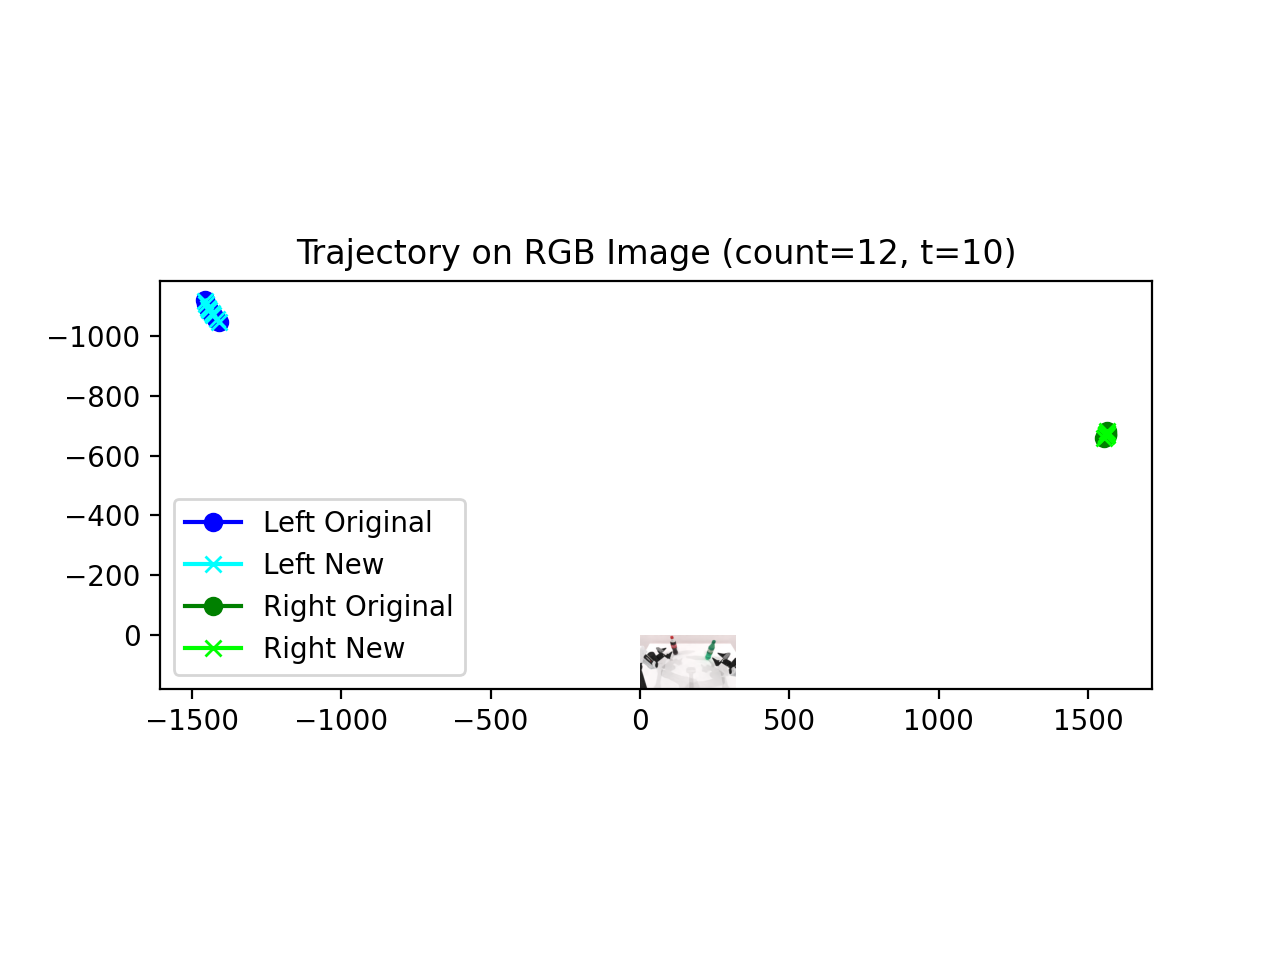 Trajectory on RGB Image (count=12, t=10)
−1000
−800
−600
−400
−200
0
Left Original
Left New
Right Original
Right New
−1500
−1000
−500
0
500
1000
1500